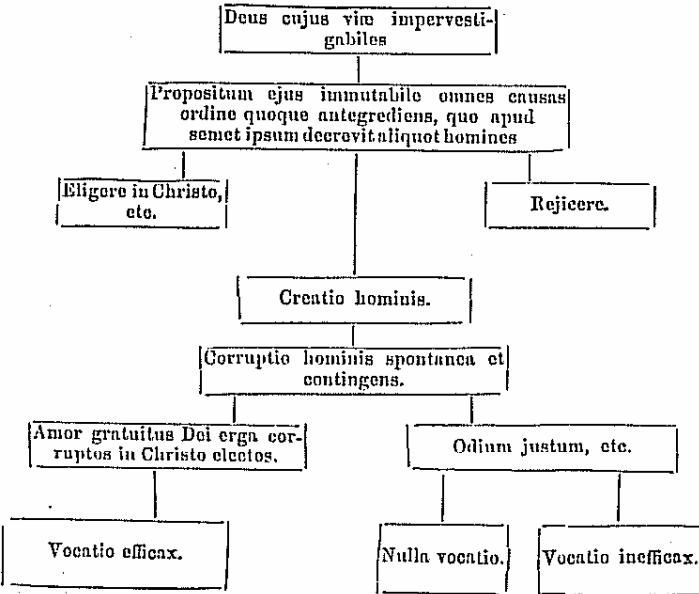 Deus cujus viæ impervesti-
gabiles
Propositum ejus immutabile omnes causas
ordine quoque antegrediens, quo apud
semet ipsum decrevit aliquot homines
Eligere in Christo,
etc.
Rejicere.
Creatio hominis.
Corruptio hominis spontanea et
contingens.
Amor gratuitus Dei erga cor-
ruptos in Christo electos.
Odium justum, etc.
Vocatio efficax.
Nulla vocatio.
Vocatio inefficax.